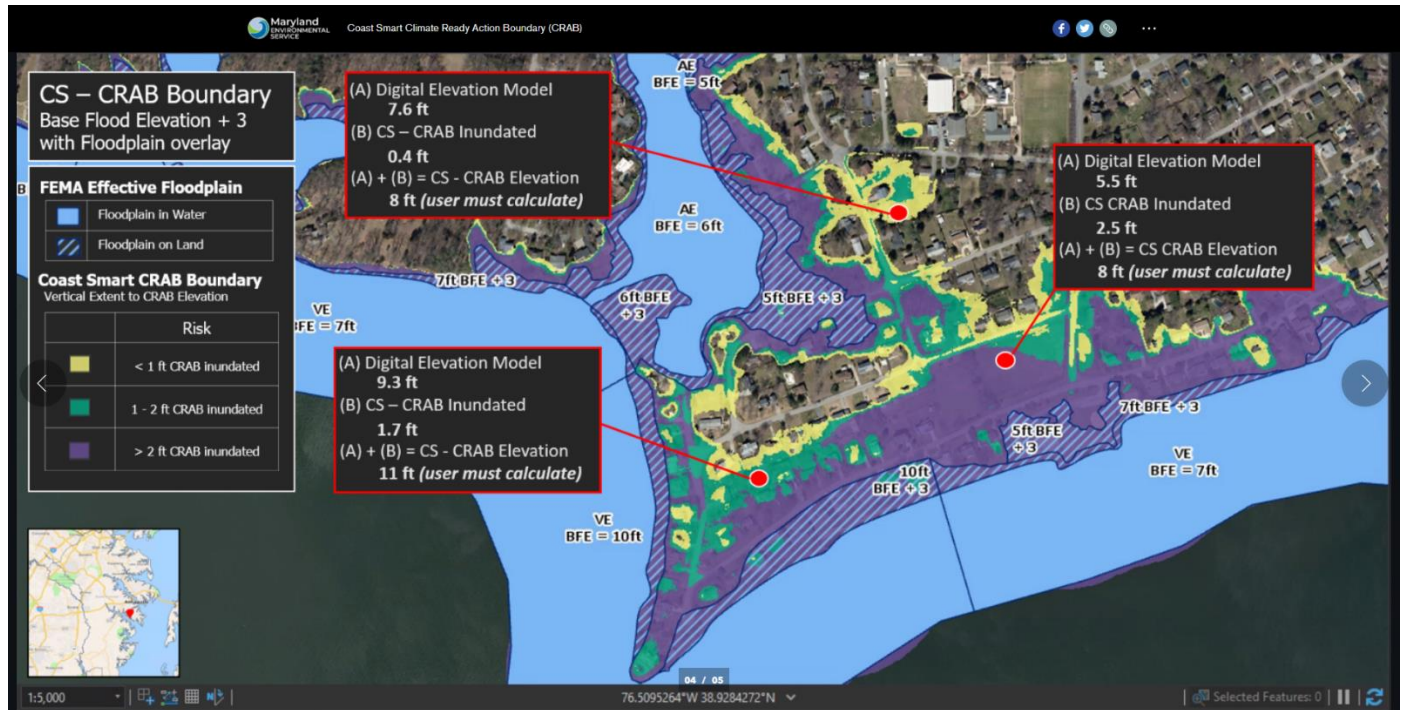 Maryland
ENVIRONMENTAL
SERVICE
Coast Smart Climate Ready Action Boundary (CRAB)
CS – CRAB Boundary
Base Flood Elevation + 3
with Floodplain overlay
FEMA Effective Floodplain
Floodplain in Water
Floodplain on Land
Coast Smart CRAB Boundary
Vertical Extent to CRAB Elevation
Risk
< 1 ft CRAB inundated
1 - 2 ft CRAB inundated
> 2 ft CRAB inundated
(A) Digital Elevation Model
7.6 ft
(B) CS – CRAB Inundated
0.4 ft
(A) + (B) = CS - CRAB Elevation
8 ft (user must calculate)
AE
BFE = 5ft
(A) Digital Elevation Model
5.5 ft
(B) CS CRAB Inundated
2.5 ft
(A) + (B) = CS CRAB Elevation
8 ft (user must calculate)
AE
BFE = 6ft
7ft BFE + 3
6ft BFE
+ 3
5ft BFE + 3
VE
BFE = 7ft
(A) Digital Elevation Model
9.3 ft
(B) CS – CRAB Inundated
1.7 ft
(A) + (B) = CS - CRAB Elevation
11 ft (user must calculate)
7ft BFE + 3
5ft BFE
+ 3
VE
BFE = 7ft
10ft
BFE + 3
VE
BFE = 10ft
04 / 05
1:5,000
76.5095264°W 38.9284272°N
Selected Features: 0